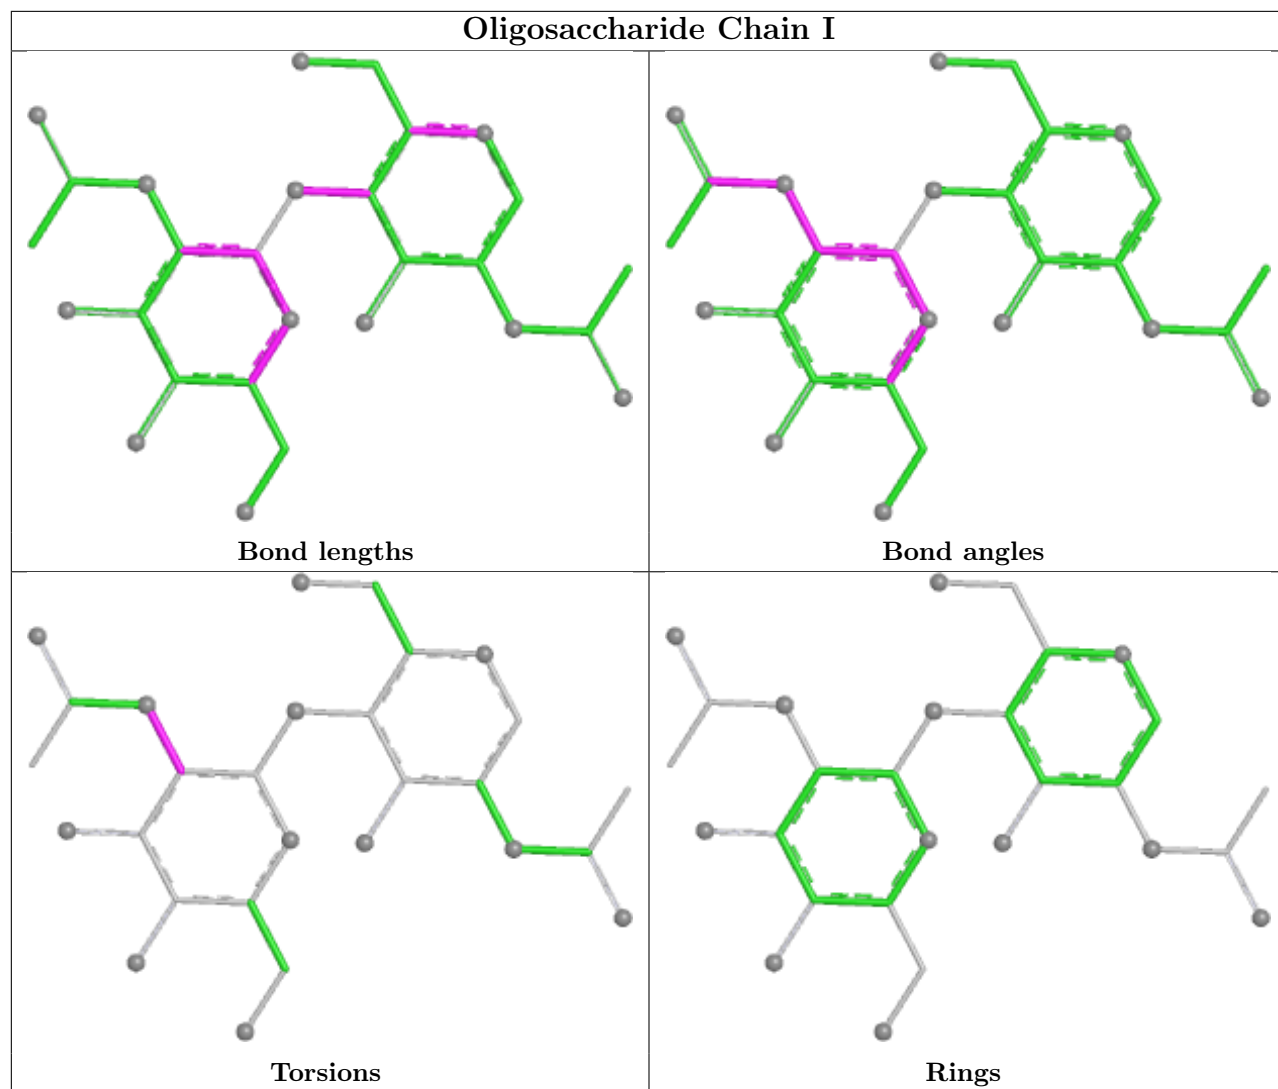 Oligosaccharide Chain I
Bond lengths
Bond angles
Torsions
Rings